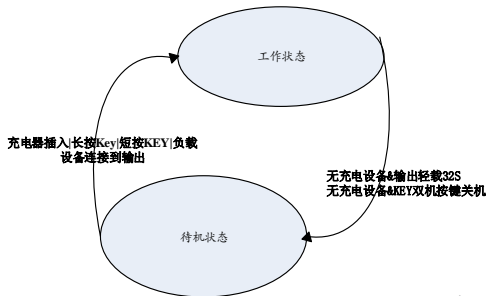 工作状态
充电器插入|长按Key|短按KEY|负载
设备连接到输出
无充电设备&输出轻载32S
无充电设备&KEY双机按键关机
待机状态